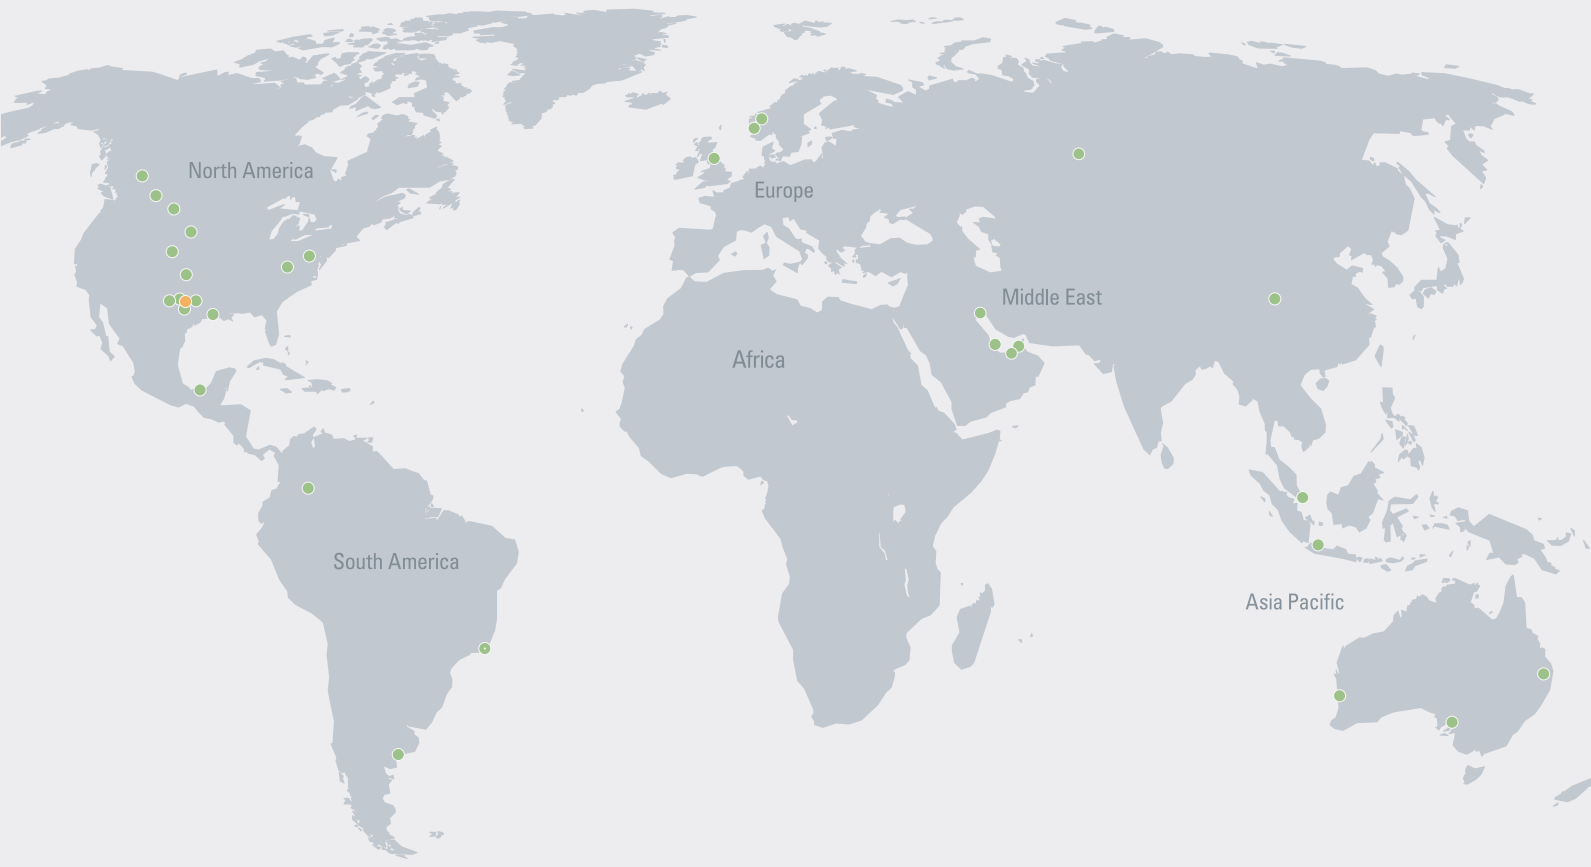 North America
Europe
Middle East
Africa
South America
Asia Pacific